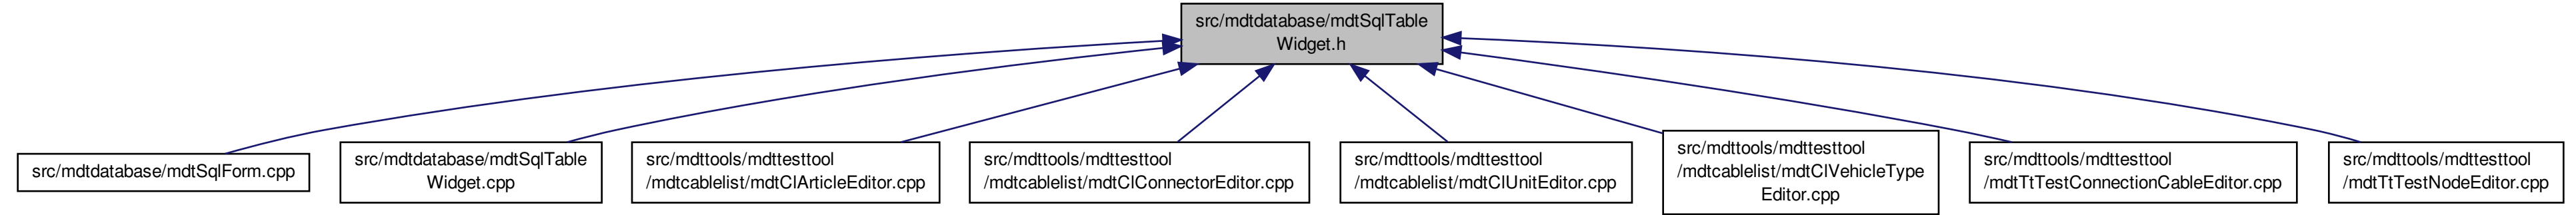 src/mdtdatabase/mdtSqlTable
Widget.h
src/mdtdatabase/mdtSqlForm.cpp
src/mdtdatabase/mdtSqlTable
Widget.cpp
src/mdttools/mdttesttool
/mdtcablelist/mdtClArticleEditor.cpp
src/mdttools/mdttesttool
/mdtcablelist/mdtClConnectorEditor.cpp
src/mdttools/mdttesttool
/mdtcablelist/mdtClUnitEditor.cpp
src/mdttools/mdttesttool
/mdtcablelist/mdtClVehicleType
Editor.cpp
src/mdttools/mdttesttool
/mdtTtTestConnectionCableEditor.cpp
src/mdttools/mdttesttool
/mdtTtTestNodeEditor.cpp